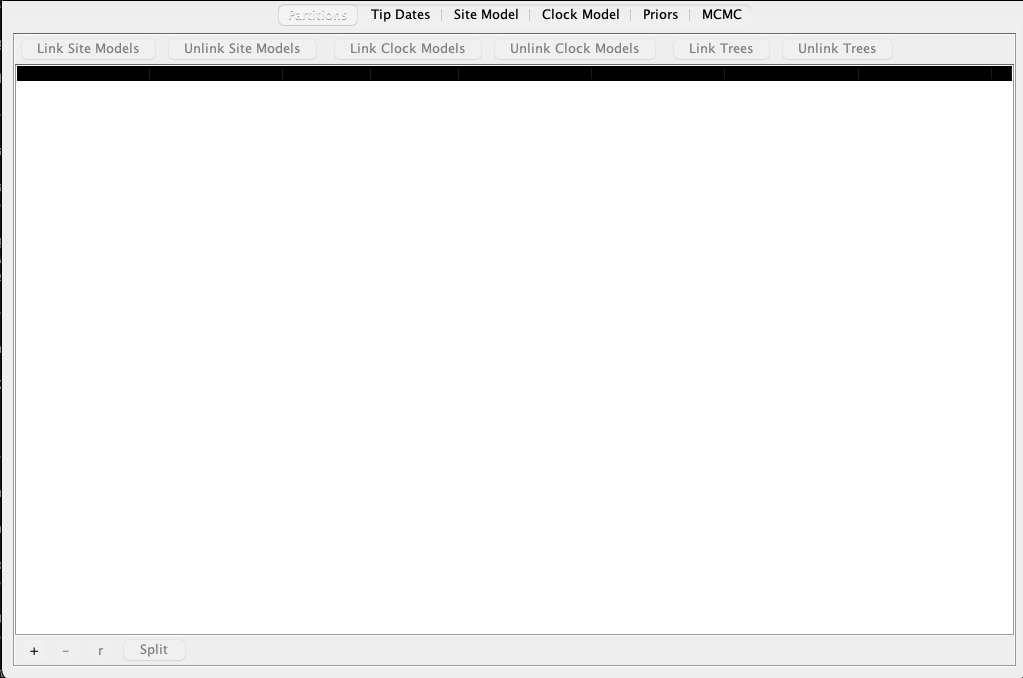 Partitions Tip Dates Site Model Clock Model Priors MCMC
Link Site Models Unlink Site Models Link Clock Models Unlink Clock Models Link Trees Unlink Trees
+ - r Split